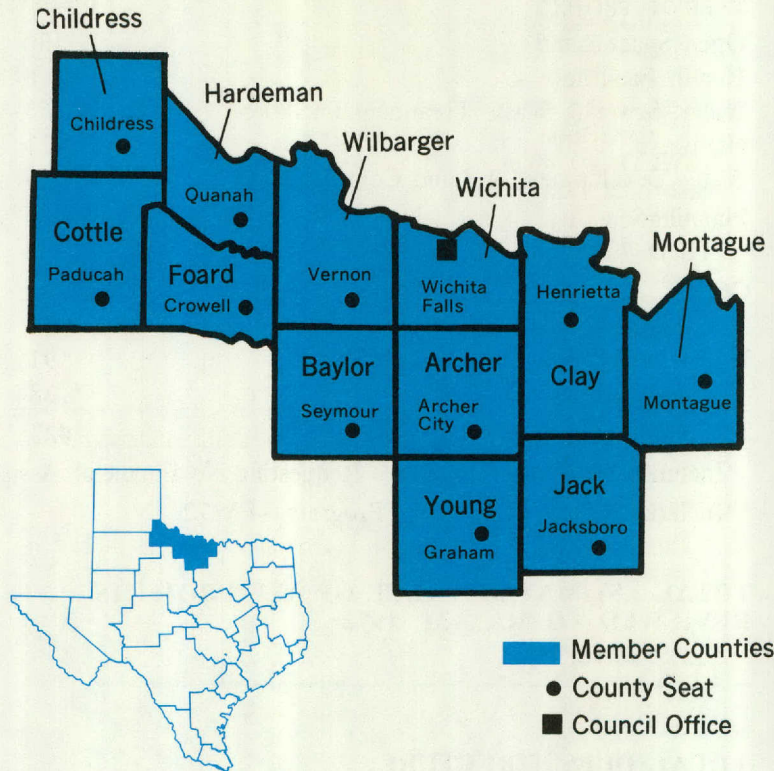 Childress
Hardeman
Childress
Wilbarger
Quanah
Wichita
Cottle
Montague
Foard
Paducah
Vernon
Wichita
Falls
Henrietta
Crowell
Baylor
Archer
Clay
Seymour
Archer
City
Montague
Young
Jack
Graham
Jacksboro
Member Counties
County Seat
Council Office